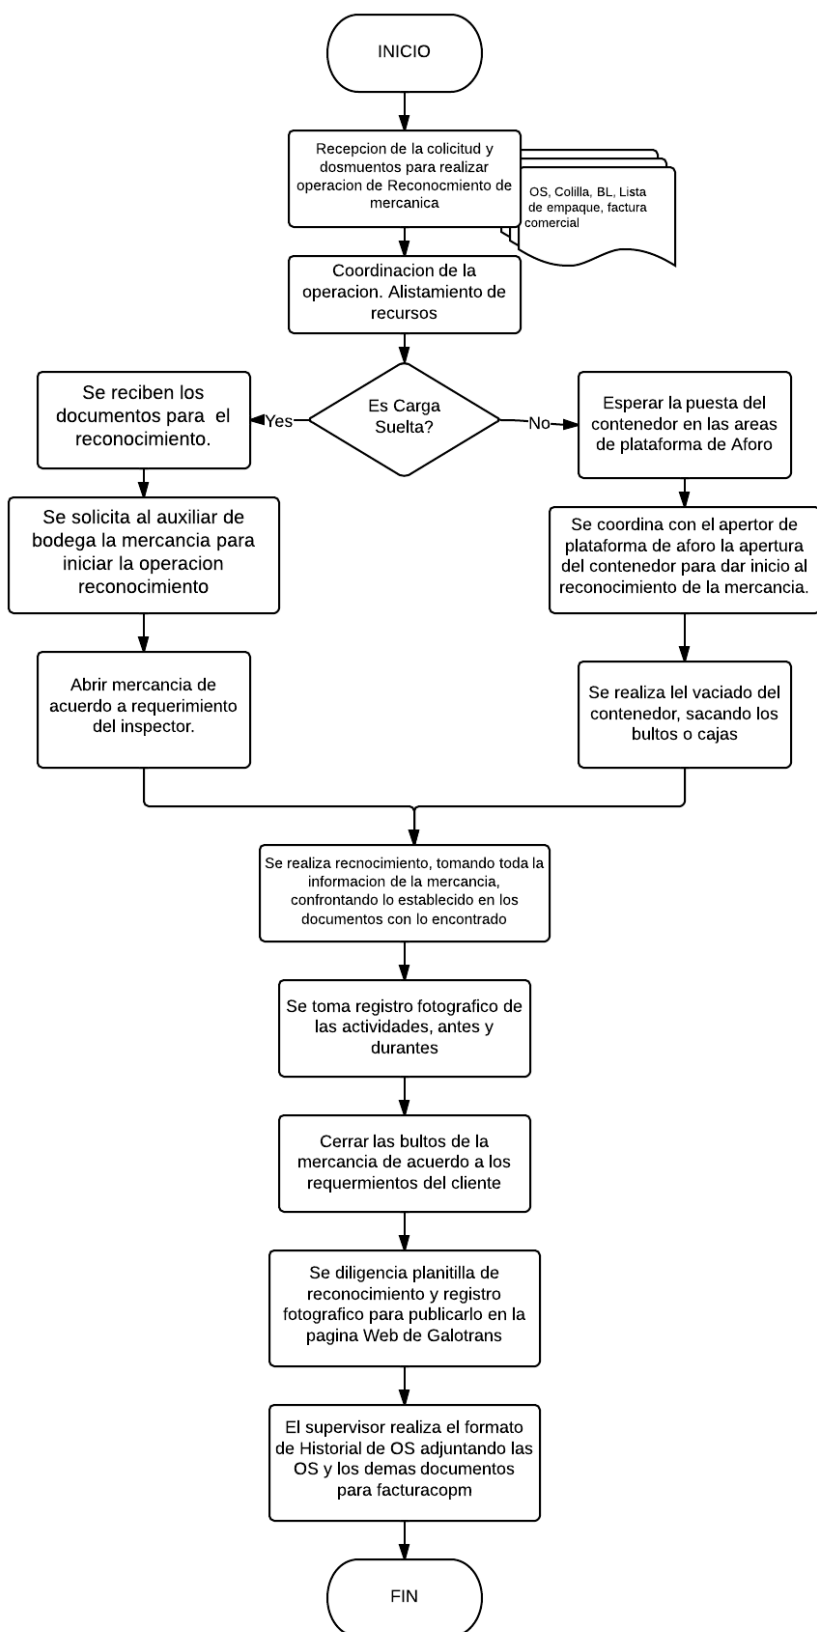 INICIO
Recepcion de la colicitud y
dosmuentos para realizar
operacion de Reconocmiento de
mercanica
OS, Colilla, BL, Lista
de empaque, factura
comercial
Coordinacion de la
operacion. Alistamiento de
recursos
Es Carga
Suelta?
Yes
No
Se reciben los
documentos para el
reconocimiento.
Se solicita al auxiliar de
bodega la mercancia para
iniciar la operacion
reconocimiento
Abrir mercancia de
acuerdo a requerimiento
del inspector.
Esperar la puesta del
contenedor en las areas
de plataforma de Aforo
Se coordina con el apertor de
plataforma de aforo la apertura
del contenedor para dar inicio al
reconocimiento de la mercancia.
Se realiza lel vaciado del
contenedor, sacando los
bultos o cajas
Se realiza recnocimiento, tomando toda la
informacion de la mercancia,
confrontando lo establecido en los
documentos con lo encontrado
Se toma registro fotografico de
las actividades, antes y
durantes
Cerrar las bultos de la
mercancia de acuerdo a los
requermientos del cliente
Se diligencia planitilla de
reconocimiento y registro
fotografico para publicarlo en la
pagina Web de Galotrans
El supervisor realiza el formato
de Historial de OS adjuntando las
OS y los demas documentos
para facturacopm
FIN